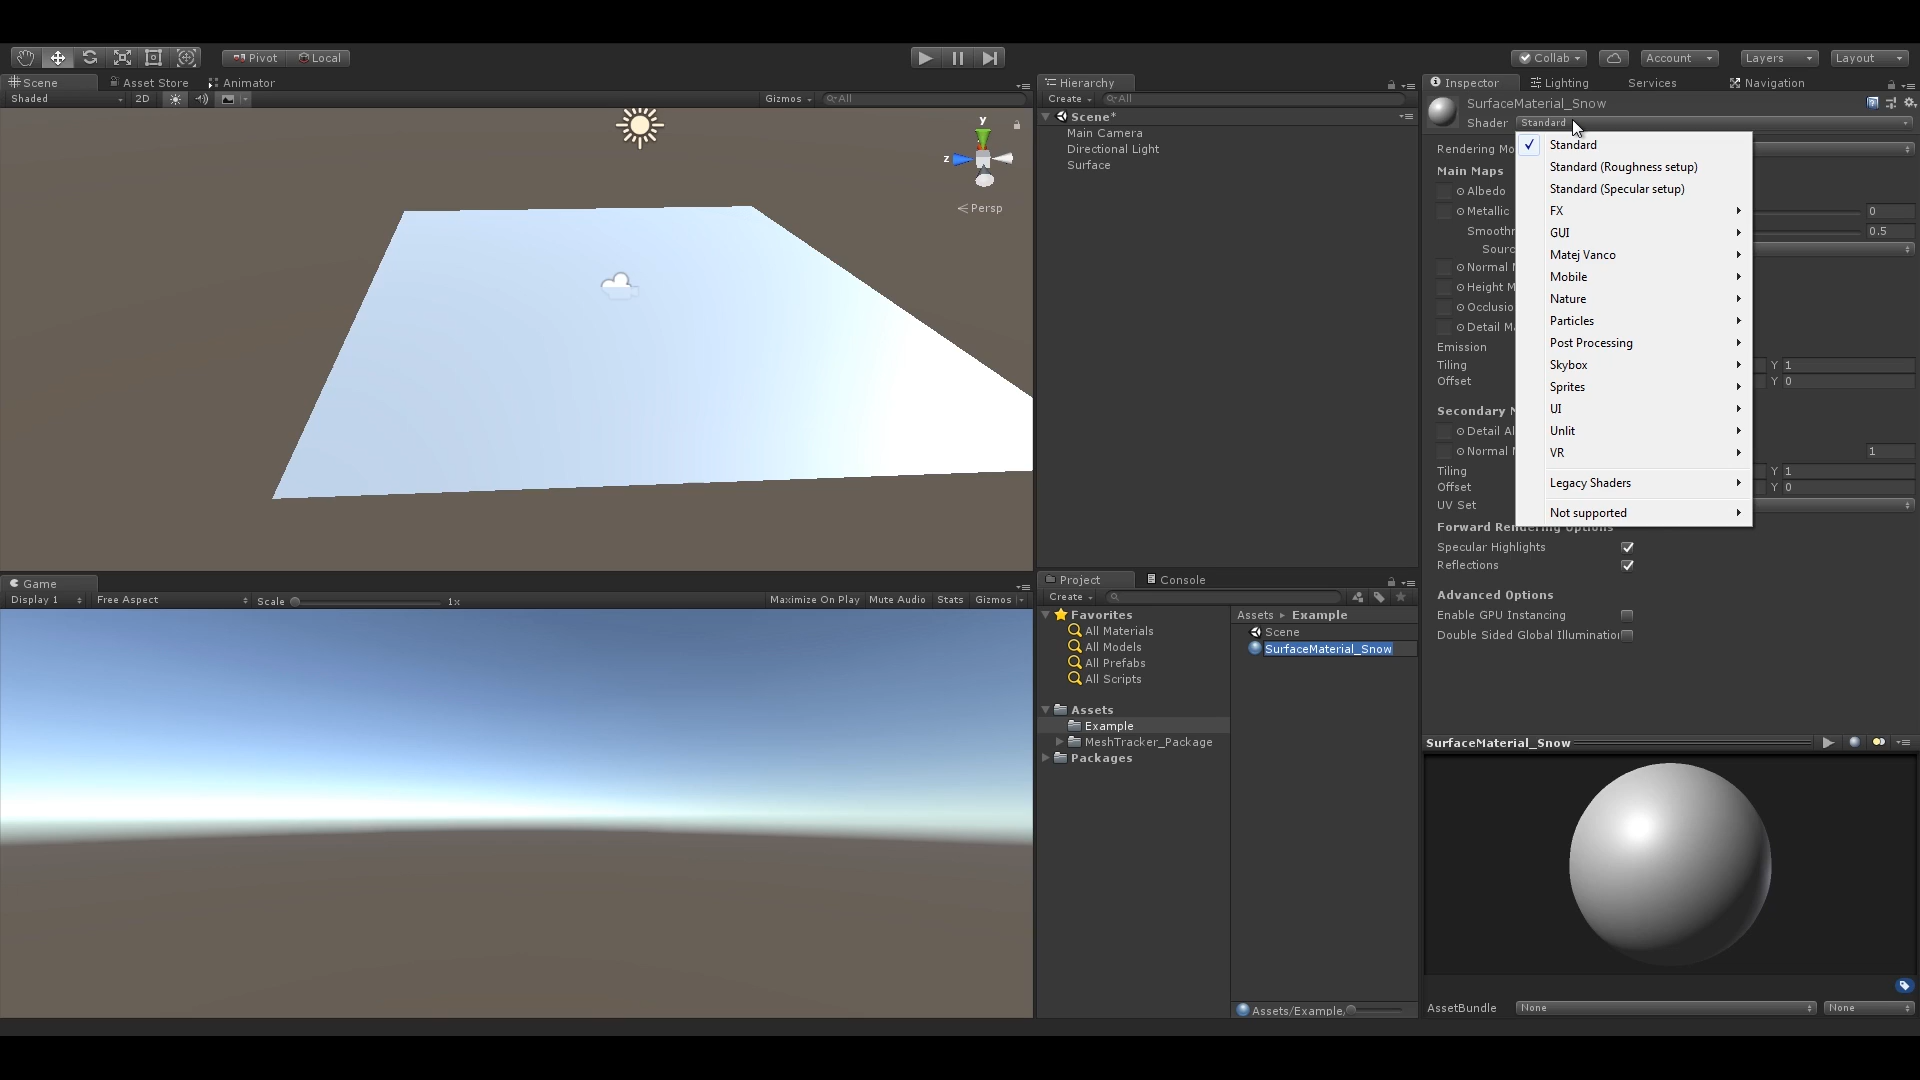 Pivot Local Collab Account Layers Layout
Scene Asset Store Animator
Shaded 2D Gizmos All
y
z
Persp
Game
Display 1 Free Aspect Scale 1x Maximize On Play Mute Audio Stats Gizmos
Hierarchy
Create All
Scene*
Main Camera
Directional Light
Surface
Project Console
Create
Favorites
All Materials
All Models
All Prefabs
All Scripts
Assets
Example
MeshTracker_Package
Packages
Assets Example
Scene
SurfaceMaterial_Snow
Assets/Example/
Inspector Lighting Services Navigation
SurfaceMaterial_Snow
Shader Standard
Rendering Mo
Main Maps
Albedo
Metallic 0
Smoothn 0.5
Sourc
Normal M
Height M
Occlusio
Detail Ma
Emission
Tiling Y 1
Offset Y 0
Secondary M
Detail Al
Normal M 1
Tiling Y 1
Offset Y 0
UV Set
Forward Rendering Options
Specular Highlights
Reflections
Advanced Options
Enable GPU Instancing
Double Sided Global Illumination
Standard
Standard (Roughness setup)
Standard (Specular setup)
FX
GUI
Matej Vanco
Mobile
Nature
Particles
Post Processing
Skybox
Sprites
UI
Unlit
VR
Legacy Shaders
Not supported
SurfaceMaterial_Snow
AssetBundle None None